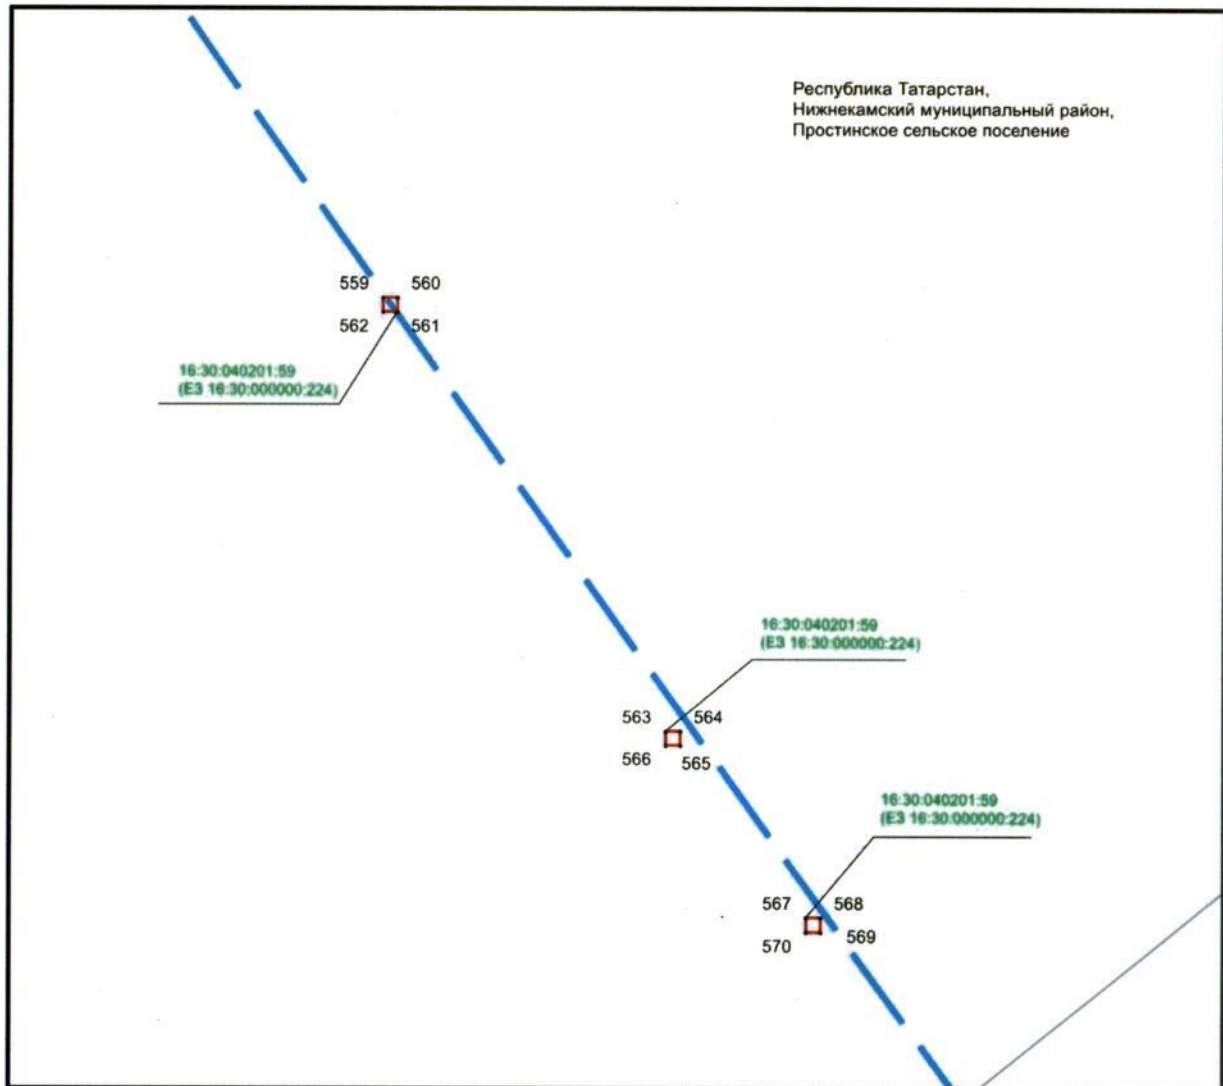 Республика Татарстан,
Нижнекамский муниципальный район,
Простинское сельское поселение
559 560
562 561
16:30:040201:59
(ЕЗ 16:30:000000:224)
16:30:040201:59
(ЕЗ 16:30:000000:224)
563 564
566 565
16:30:040201:59
(ЕЗ 16:30:000000:224)
567 568
570 569